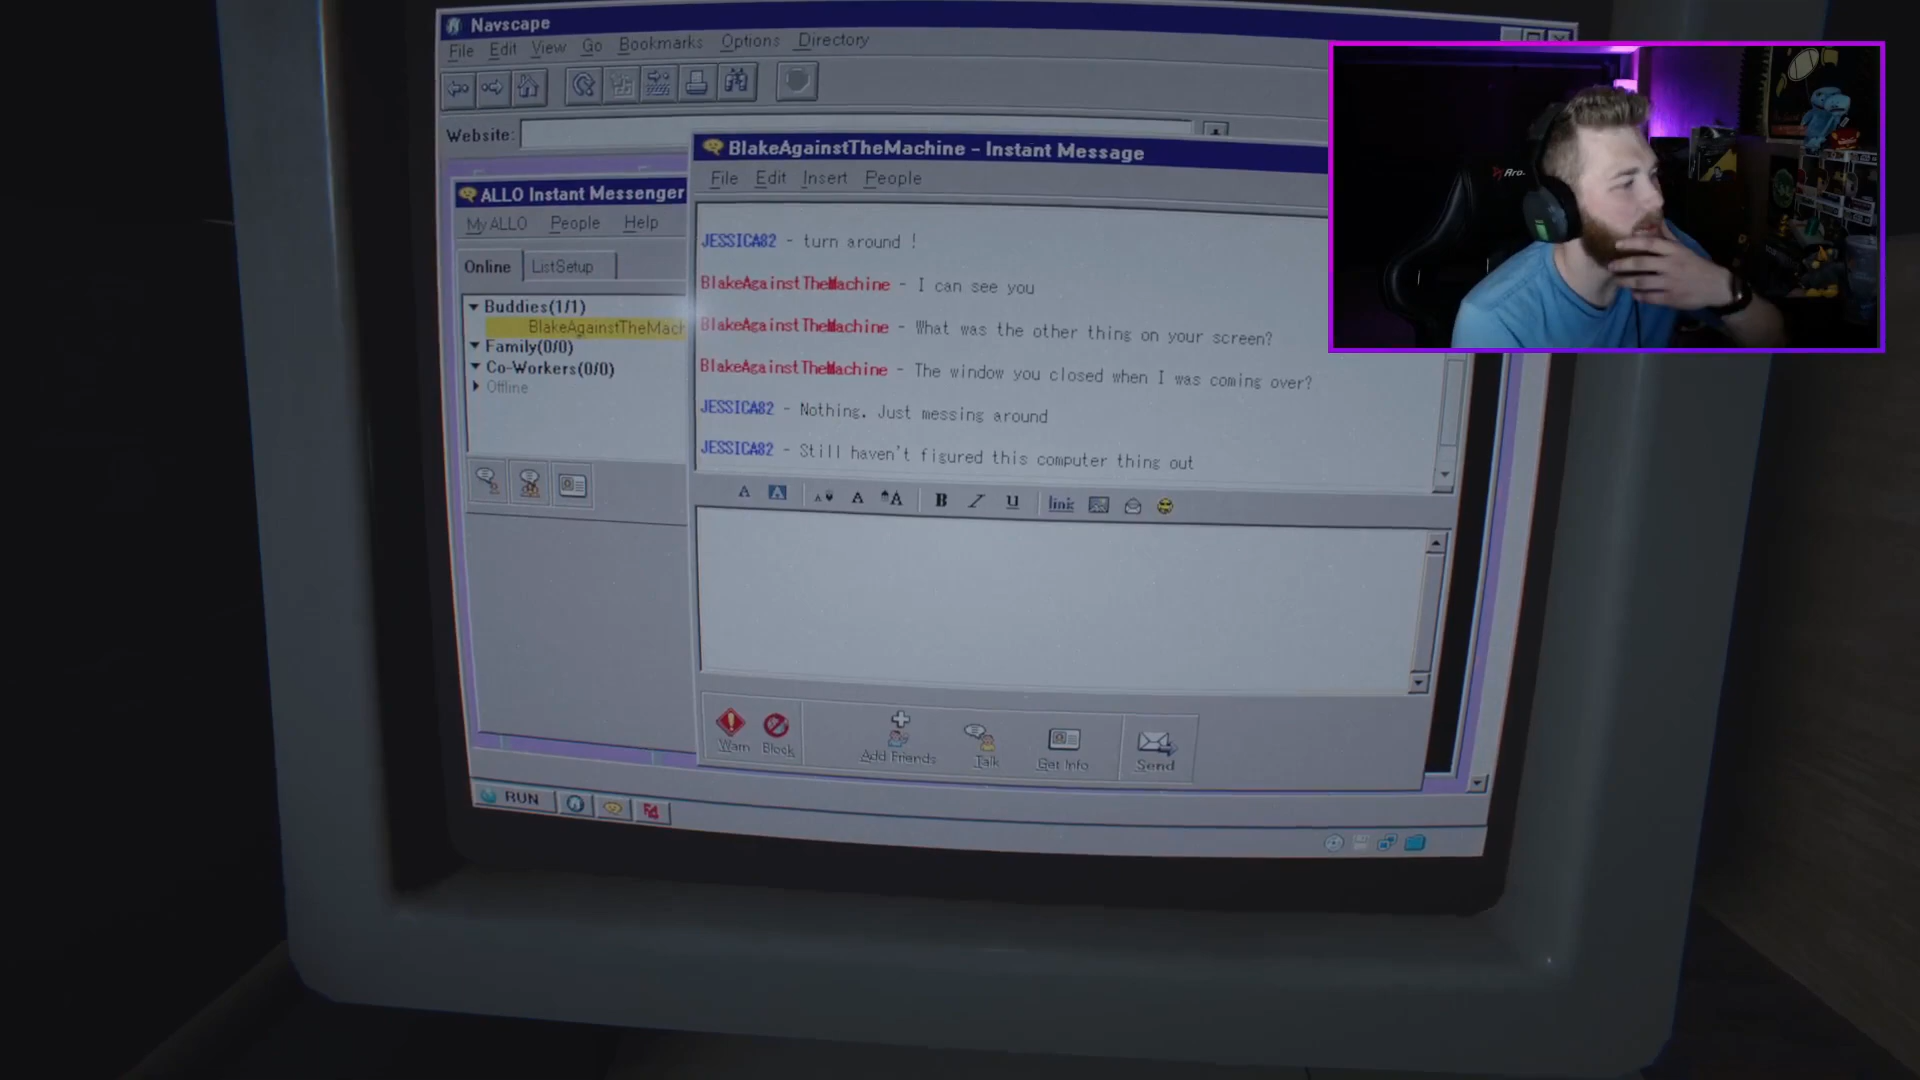 Navscape
File Edit View Go Bookmarks Options Directory
Website:
BlakeAgainstTheMachine - Instant Message
File Edit Insert People
ALLO Instant Messenger
My ALLO People Help
Online ListSetup
Buddies(1/1)
BlakeAgainstTheMach
Family(0/0)
Co-Workers(0/0)
Offline
JESSICA82 - turn around !
BlakeAgainstTheMachine - I can see you
BlakeAgainstTheMachine - What was the other thing on your screen?
BlakeAgainstTheMachine - The window you closed when I was coming over?
JESSICA82 - Nothing. Just messing around
JESSICA82 - Still haven't figured this computer thing out
A A A A A B I U link
Warn Block Add Friends Talk Get Info Send
RUN